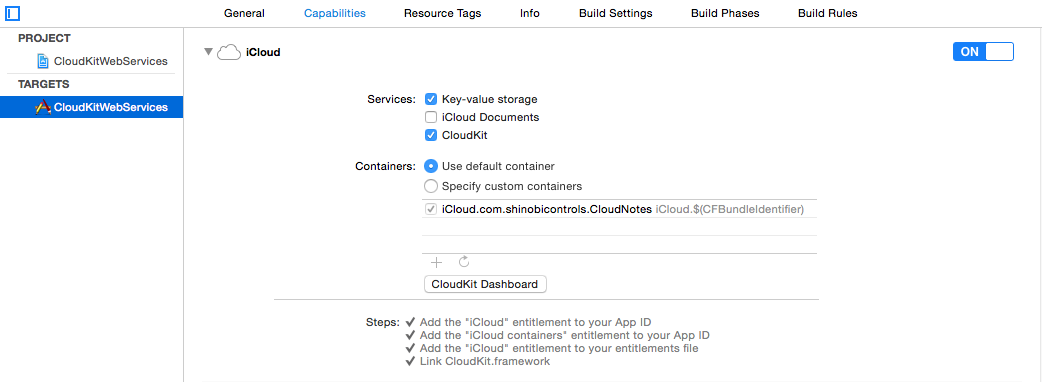 General Capabilities Resource Tags Info Build Settings Build Phases Build Rules
PROJECT
CloudKitWebServices
TARGETS
CloudKitWebServices
iCloud
ON
Services: Key-value storage
iCloud Documents
CloudKit
Containers: Use default container
Specify custom containers
iCloud.com.shinobicontrols.CloudNotes iCloud.$(CFBundleIdentifier)
CloudKit Dashboard
Steps: ✓ Add the "iCloud" entitlement to your App ID
✓ Add the "iCloud containers" entitlement to your App ID
✓ Add the "iCloud" entitlement to your entitlements file
✓ Link CloudKit.framework